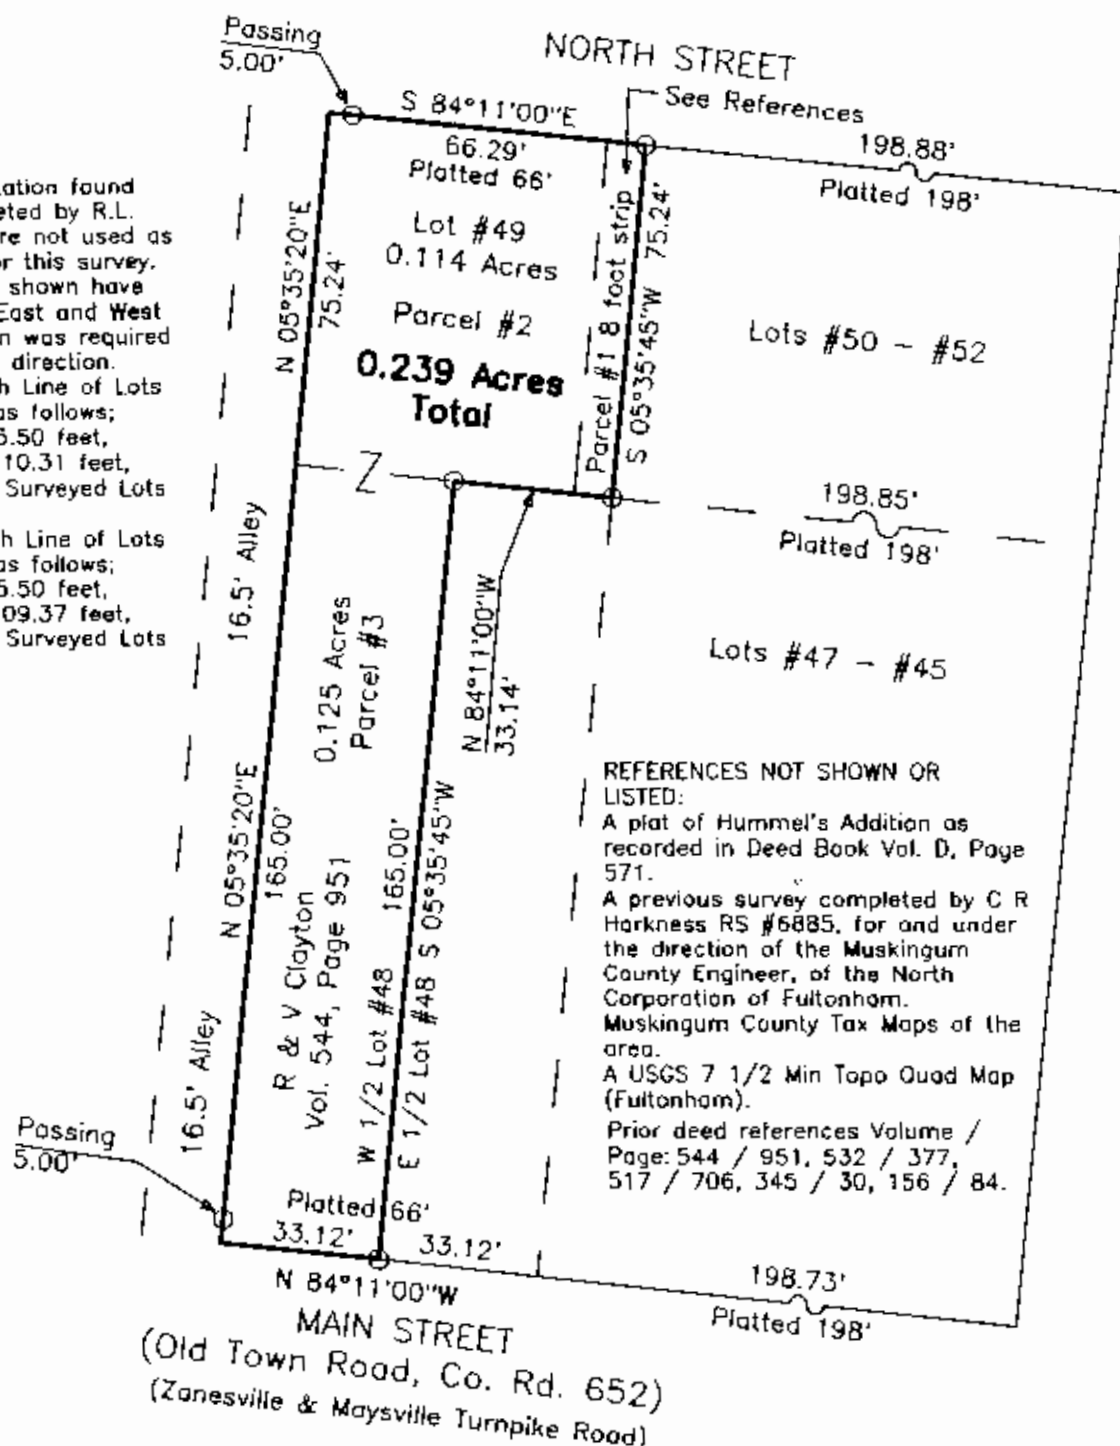 Passing
5.00'
NORTH STREET
S 84°11'00"E
See References
66.29'
Platted 66'
198.88'
Platted 198'
ation found
eted by R.L.
re not used as
or this survey.
shown have
East and West
n was required
direction.
h Line of Lots
as follows;
6.50 feet,
10.31 feet,
Surveyed Lots
h Line of Lots
as follows;
6.50 feet,
09.37 feet,
Surveyed Lots
N 05°35'20"E
75.24'
Lot #49
0.114 Acres
Parcel #2
0.239 Acres
Total
Parcel #1 8 foot strip
S 05°35'45"W 75.24'
Lots #50 - #52
Z
198.85'
Platted 198'
16.5' Alley
0.125 Acres
Parcel #3
N 84°11'00"W
33.14'
Lots #47 - #45
N 05°35'20"E
165.00'
R & V Clayton
Vol. 544, Page 951
W 1/2 Lot #48 165.00'
E 1/2 Lot #48 S 05°35'45"W
REFERENCES NOT SHOWN OR
LISTED:
A plat of Hummel's Addition as
recorded in Deed Book Vol. D, Page
571.
A previous survey completed by C R
Harkness RS #6885, for and under
the direction of the Muskingum
County Engineer, of the North
Corporation of Fultonham.
Muskingum County Tax Maps of the
area.
A USGS 7 1/2 Min Topo Quad Map
(Fultonham).
Prior deed references Volume /
Page: 544 / 951, 532 / 377,
517 / 706, 345 / 30, 156 / 84.
16.5' Alley
Passing
5.00'
Platted 66'
33.12'
33.12'
N 84°11'00"W
198.73'
Platted 198'
MAIN STREET
(Old Town Road, Co. Rd. 652)
(Zanesville & Maysville Turnpike Road)